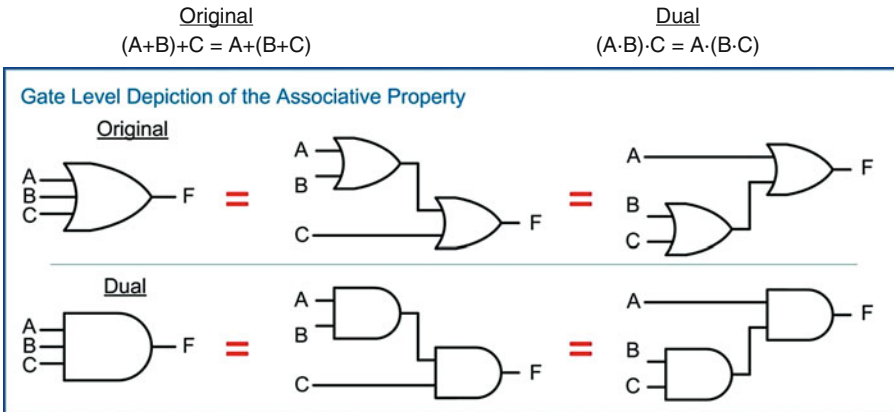 Original Dual
(A+B)+C = A+(B+C) (A·B)·C = A·(B·C)
Gate Level Depiction of the Associative Property
Original
A
B
C
F
=
A
B
C
F
=
A
B
C
F
Dual
A
B
C
F
=
A
B
C
F
=
A
B
C
F